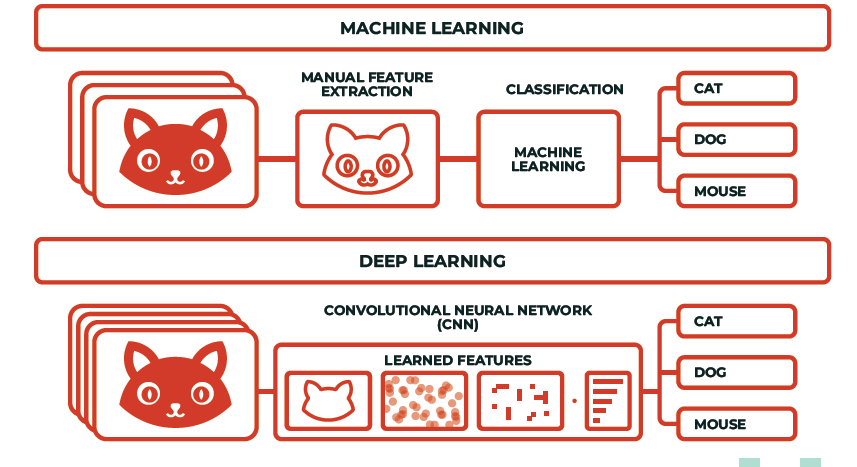 MACHINE LEARNING
MANUAL FEATURE
EXTRACTION
CLASSIFICATION
MACHINE
LEARNING
CAT
DOG
MOUSE
DEEP LEARNING
CONVOLUTIONAL NEURAL NETWORK
(CNN)
LEARNED FEATURES
CAT
DOG
MOUSE